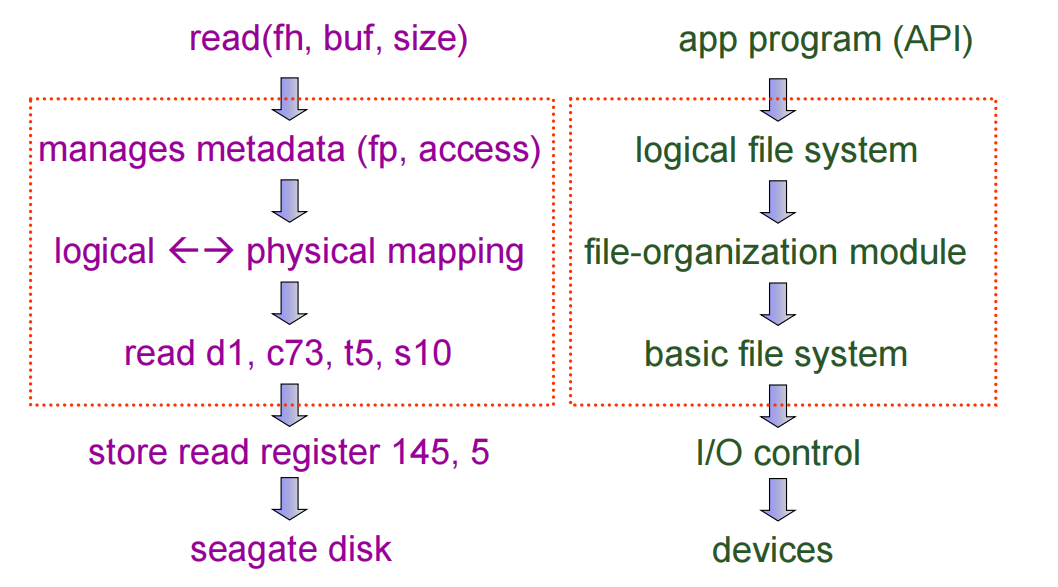 read(fh, buf, size)
app program (API)
manages metadata (fp, access)
logical file system
logical ←→ physical mapping
file-organization module
read d1, c73, t5, s10
basic file system
store read register 145, 5
I/O control
seagate disk
devices